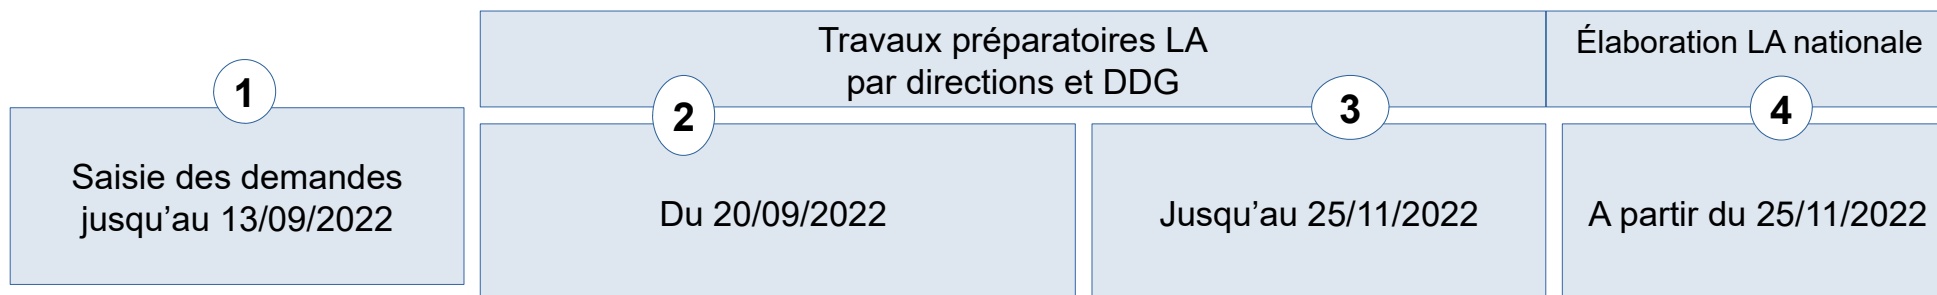 1
Saisie des demandes
jusqu’au 13/09/2022
Travaux préparatoires LA
par directions et DDG
2
Du 20/09/2022
3
Jusqu’au 25/11/2022
Élaboration LA nationale
4
A partir du 25/11/2022